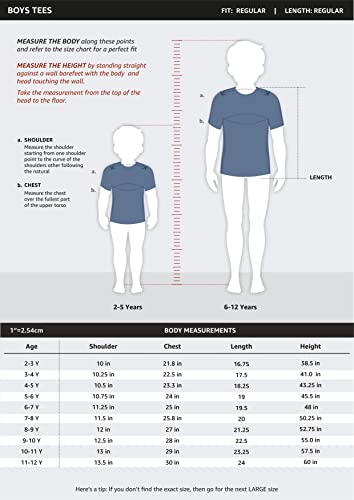 BOYS TEES
FIT: REGULAR | LENGTH: REGULAR
MEASURE THE BODY along these points
and refer to the size chart for a perfect fit
MEASURE THE HEIGHT by standing straight
against a wall barefeet with the body and
head touching the wall.
Take the measurement from the top of the
head to the floor.
a. SHOULDER
Measure the shoulder
starting from one shoulder
point to the curve of the
shoulders other following
the natural
b. CHEST
Measure the chest
over the fullest part
of the upper torso
a.
b.
a.
b.
LENGTH
2-5 Years
6-12 Years
1"=2.54cm BODY MEASUREMENTS
Age Shoulder Chest Length Height
2-3 Y 10 in 21.8 in 16.75 38.5 in
3-4 Y 10.25 in 22.5 in 17.5 41.0 in
4-5 Y 10.5 in 23.3 in 18.25 43.25 in
5-6 Y 10.75 in 24 in 19 45.5 in
6-7 Y 11.25 in 25 in 19.5 48 in
7-8 Y 11.5 in 25.8 in 20 50.25 in
8-9 Y 12 in 27 in 21.25 52.75 in
9-10 Y 12.5 in 28 in 22.5 55.0 in
10-11 Y 13 in 29 in 23.25 57.5 in
11-12 Y 13.5 in 30 in 24 60 in
Here's a tip: If you don't find the exact size, go for the next LARGE size